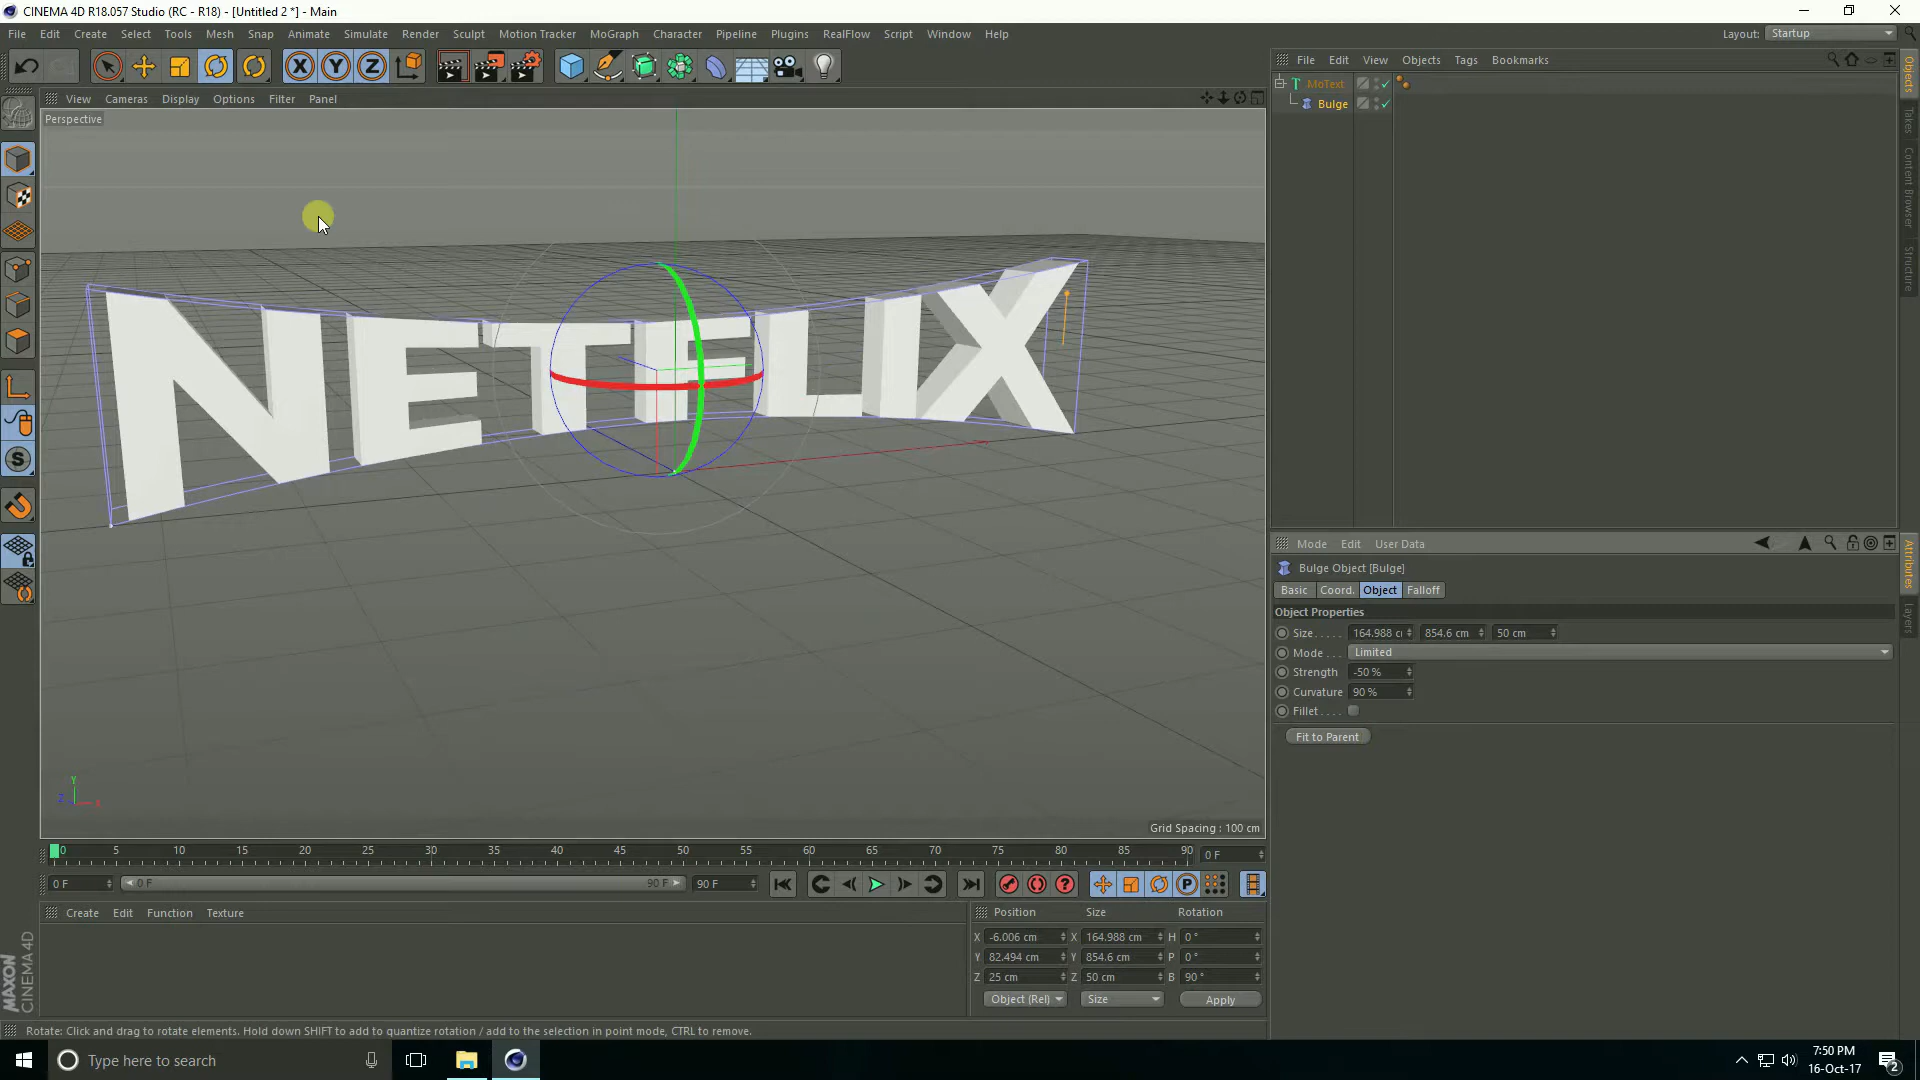 CINEMA 4D R18.057 Studio (RC - R18) - [Untitled 2 *] - Main
File Edit Create Select Tools Mesh Snap Animate Simulate Render Sculpt Motion Tracker MoGraph Character Pipeline Plugins RealFlow Script Window Help
Layout: Startup
X Y Z
File Edit View Objects Tags Bookmarks
View Cameras Display Options Filter Panel
MoText
Bulge
Perspective
NETFLIX
Objects
Takes
Content Browser
Structure
S
Mode Edit User Data
Bulge Object [Bulge]
Basic Coord. Object Falloff
Object Properties
Size..... 164.988 c 854.6 cm 50 cm
Mode... Limited
Strength -50 %
Curvature 90 %
Fillet....
Fit to Parent
Attributes
Layers
Y
Z X
Grid Spacing : 100 cm
0 5 10 15 20 25 30 35 40 45 50 55 60 65 70 75 80 85 90 0 F
0 F 0 F 90 F 90 F
P
Create Edit Function Texture
Position Size Rotation
X -6.006 cm X 164.988 cm H 0 °
Y 82.494 cm Y 854.6 cm P 0 °
Z 25 cm Z 50 cm B 90 °
Object (Rel) Size Apply
MAXON
CINEMA 4D
Rotate: Click and drag to rotate elements. Hold down SHIFT to add to quantize rotation / add to the selection in point mode, CTRL to remove.
Type here to search
7:50 PM
16-Oct-17
2